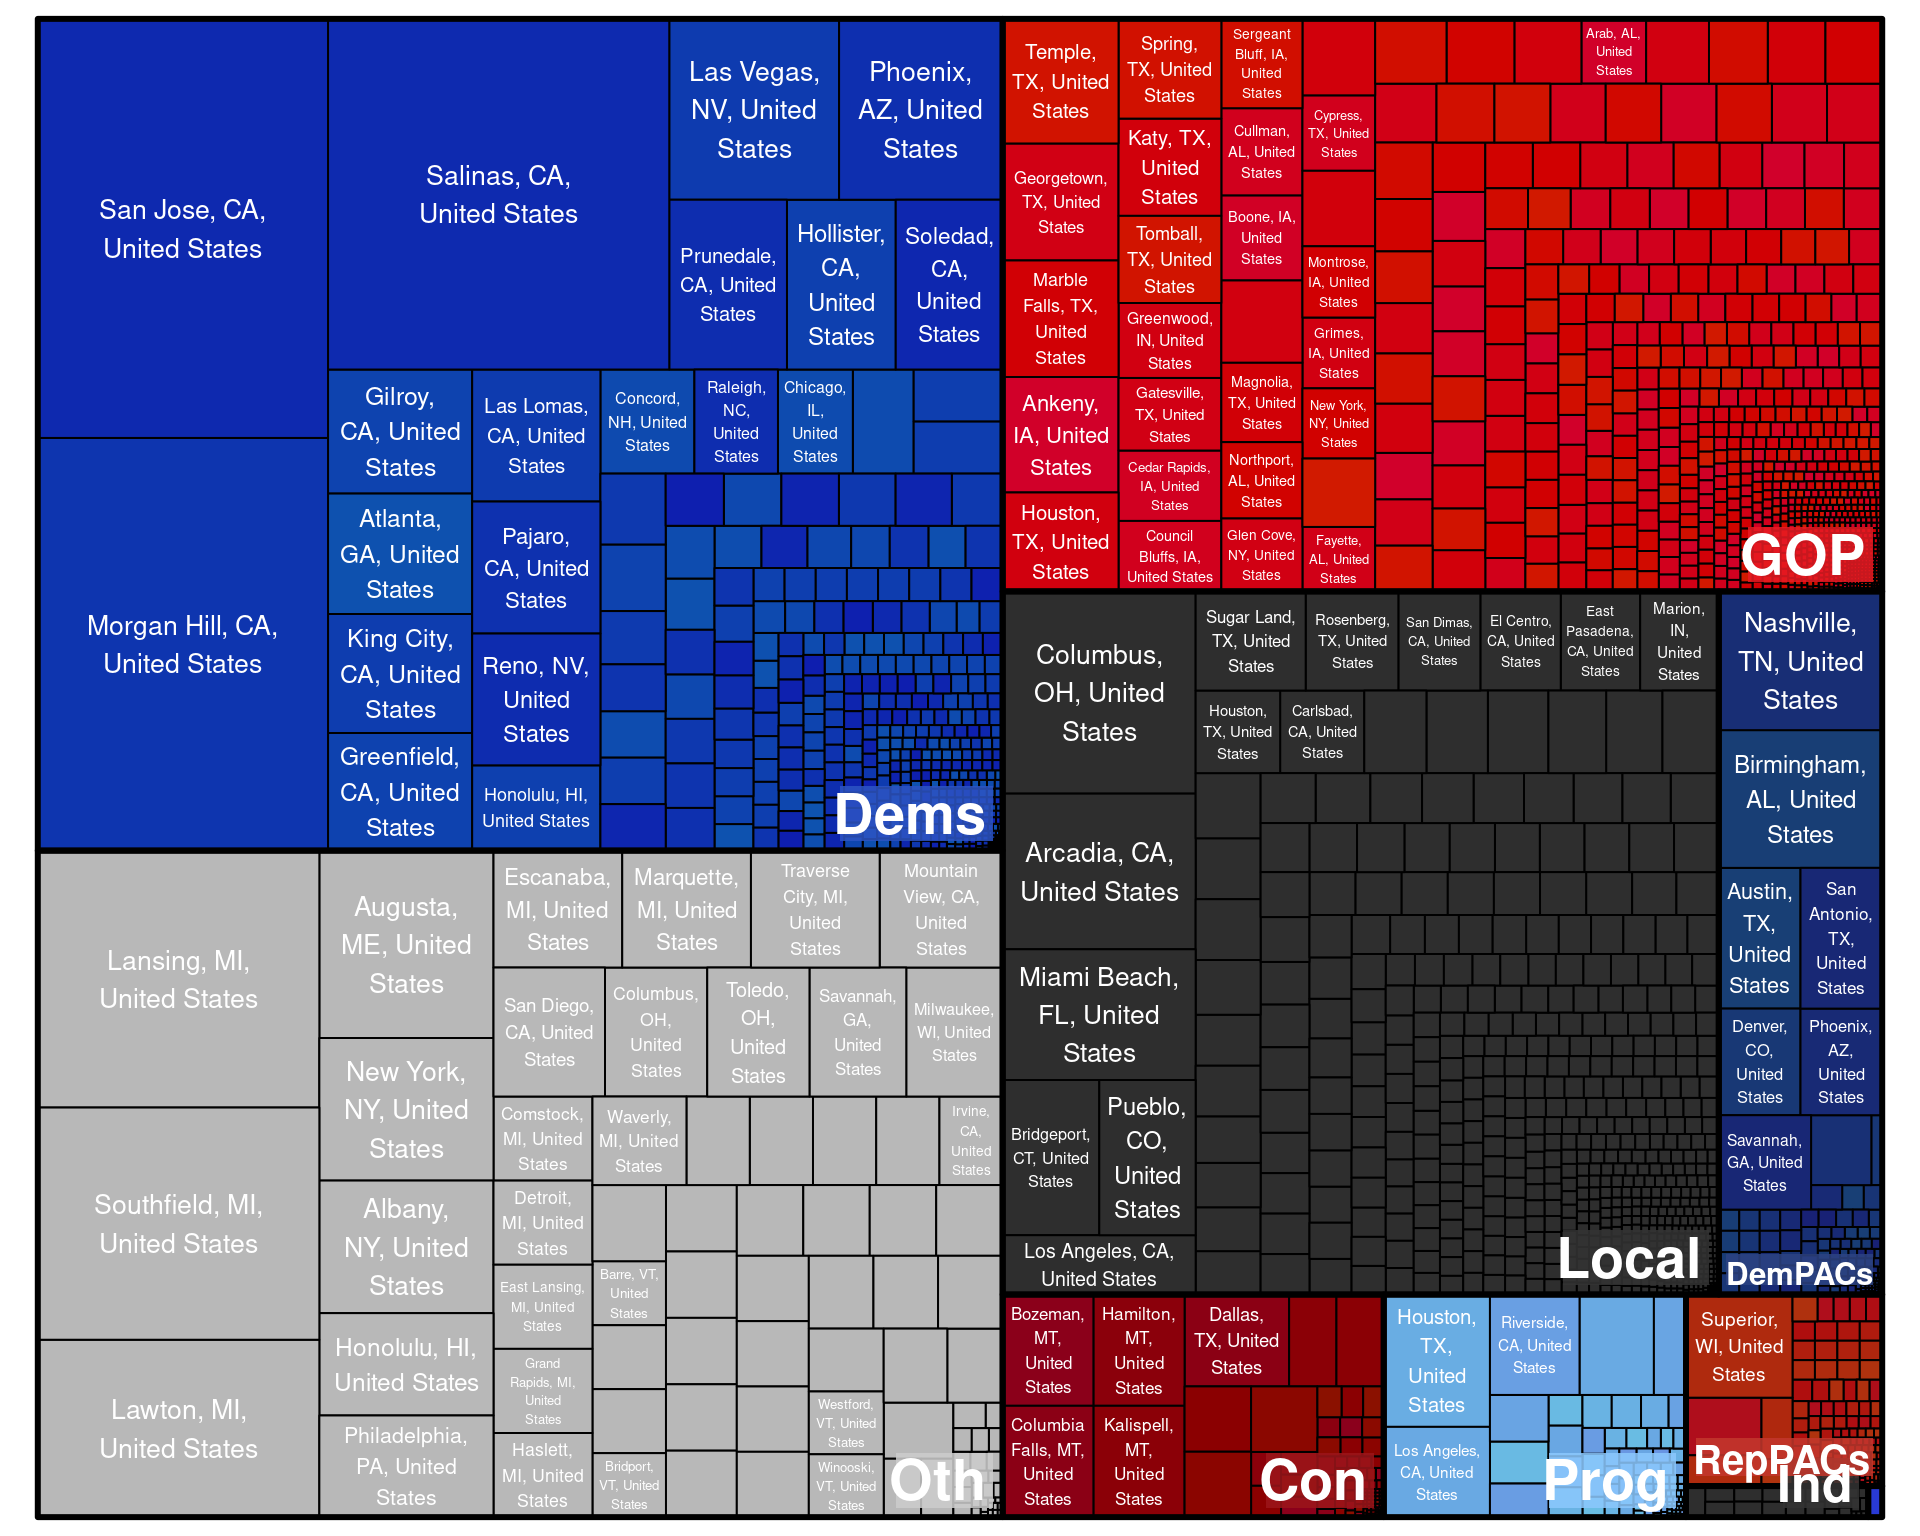 San Jose, CA,
United States
Morgan Hill, CA,
United States
Salinas, CA,
United States
Las Vegas,
NV, United
States
Phoenix,
AZ, United
States
Prunedale,
CA, United
States
Hollister,
CA,
United
States
Soledad,
CA,
United
States
Gilroy,
CA, United
States
Atlanta,
GA, United
States
King City,
CA, United
States
Greenfield,
CA, United
States
Las Lomas,
CA, United
States
Pajaro,
CA, United
States
Reno, NV,
United
States
Honolulu, HI,
United States
Concord,
NH, United
States
Raleigh,
NC,
United
States
Chicago,
IL,
United
States
Dems
Temple,
TX, United
States
Georgetown,
TX, United
States
Marble
Falls, TX,
United
States
Ankeny,
IA, United
States
Houston,
TX, United
States
Spring,
TX, United
States
Katy, TX,
United
States
Tomball,
TX, United
States
Greenwood,
IN, United
States
Gatesville,
TX, United
States
Cedar Rapids,
IA, United
States
Council
Bluffs, IA,
United States
Sergeant
Bluff, IA,
United
States
Cullman,
AL, United
States
Boone, IA,
United
States
Magnolia,
TX, United
States
Northport,
AL, United
States
Glen Cove,
NY, United
States
Cypress,
TX, United
States
Montrose,
IA, United
States
Grimes,
IA, United
States
New York,
NY, United
States
Fayette,
AL, United
States
Arab, AL,
United
States
GOP
Lansing, MI,
United States
Southfield, MI,
United States
Lawton, MI,
United States
Augusta,
ME, United
States
New York,
NY, United
States
Albany,
NY, United
States
Honolulu, HI,
United States
Philadelphia,
PA, United
States
Escanaba,
MI, United
States
Marquette,
MI, United
States
Traverse
City, MI,
United
States
Mountain
View, CA,
United
States
San Diego,
CA, United
States
Columbus,
OH,
United
States
Toledo,
OH,
United
States
Savannah,
GA,
United
States
Milwaukee,
WI, United
States
Comstock,
MI, United
States
Detroit,
MI, United
States
East Lansing,
MI, United
States
Grand
Rapids, MI,
United
States
Haslett,
MI, United
States
Waverly,
MI, United
States
Irvine,
CA,
United
States
Barre, VT,
United
States
Bridport,
VT, United
States
Westford,
VT, United
States
Winooski,
VT, United
States
Oth
Columbus,
OH, United
States
Arcadia, CA,
United States
Miami Beach,
FL, United
States
Bridgeport,
CT, United
States
Pueblo,
CO,
United
States
Los Angeles, CA,
United States
Sugar Land,
TX, United
States
Rosenberg,
TX, United
States
San Dimas,
CA, United
States
El Centro,
CA, United
States
East
Pasadena,
CA, United
States
Marion,
IN,
United
States
Houston,
TX, United
States
Carlsbad,
CA, United
States
Local
Nashville,
TN, United
States
Birmingham,
AL, United
States
Austin,
TX,
United
States
San
Antonio,
TX,
United
States
Denver,
CO,
United
States
Phoenix,
AZ,
United
States
Savannah,
GA, United
States
DemPACs
Bozeman,
MT,
United
States
Hamilton,
MT,
United
States
Columbia
Falls, MT,
United
States
Kalispell,
MT,
United
States
Dallas,
TX, United
States
Con
Houston,
TX,
United
States
Los Angeles,
CA, United
States
Riverside,
CA, United
States
Prog
Superior,
WI, United
States
RepPACs
Ind